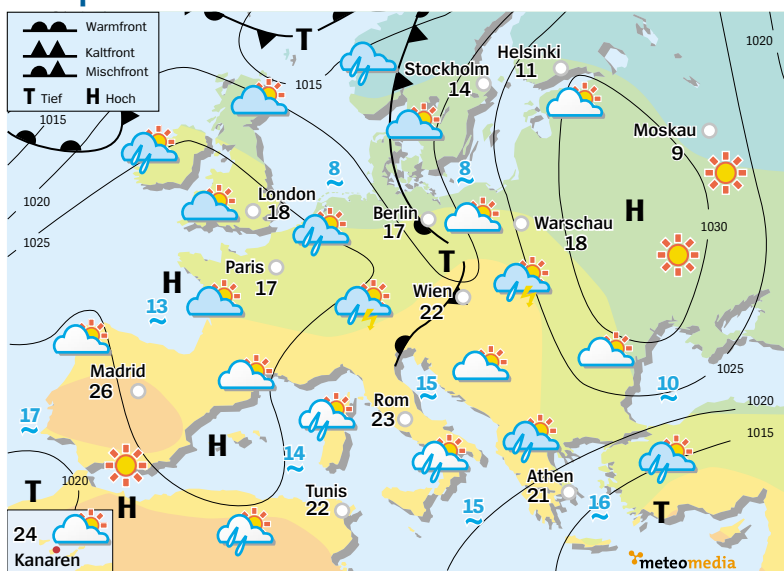 Warmfront
Kaltfront
Mischfront
T Tief H Hoch
T
1020
Stockholm
14
Helsinki
11
1015
1015
Moskau
9
8
8
London
18
1020
Berlin
17
Warschau
18
H
1030
1025
T
Paris
17
H
Wien
22
13
Madrid
26
15
10
1025
Rom
23
17
1020
1015
H
14
T
1020
H
Tunis
22
Athen
21
15
16
T
24
Kanaren
meteomedia